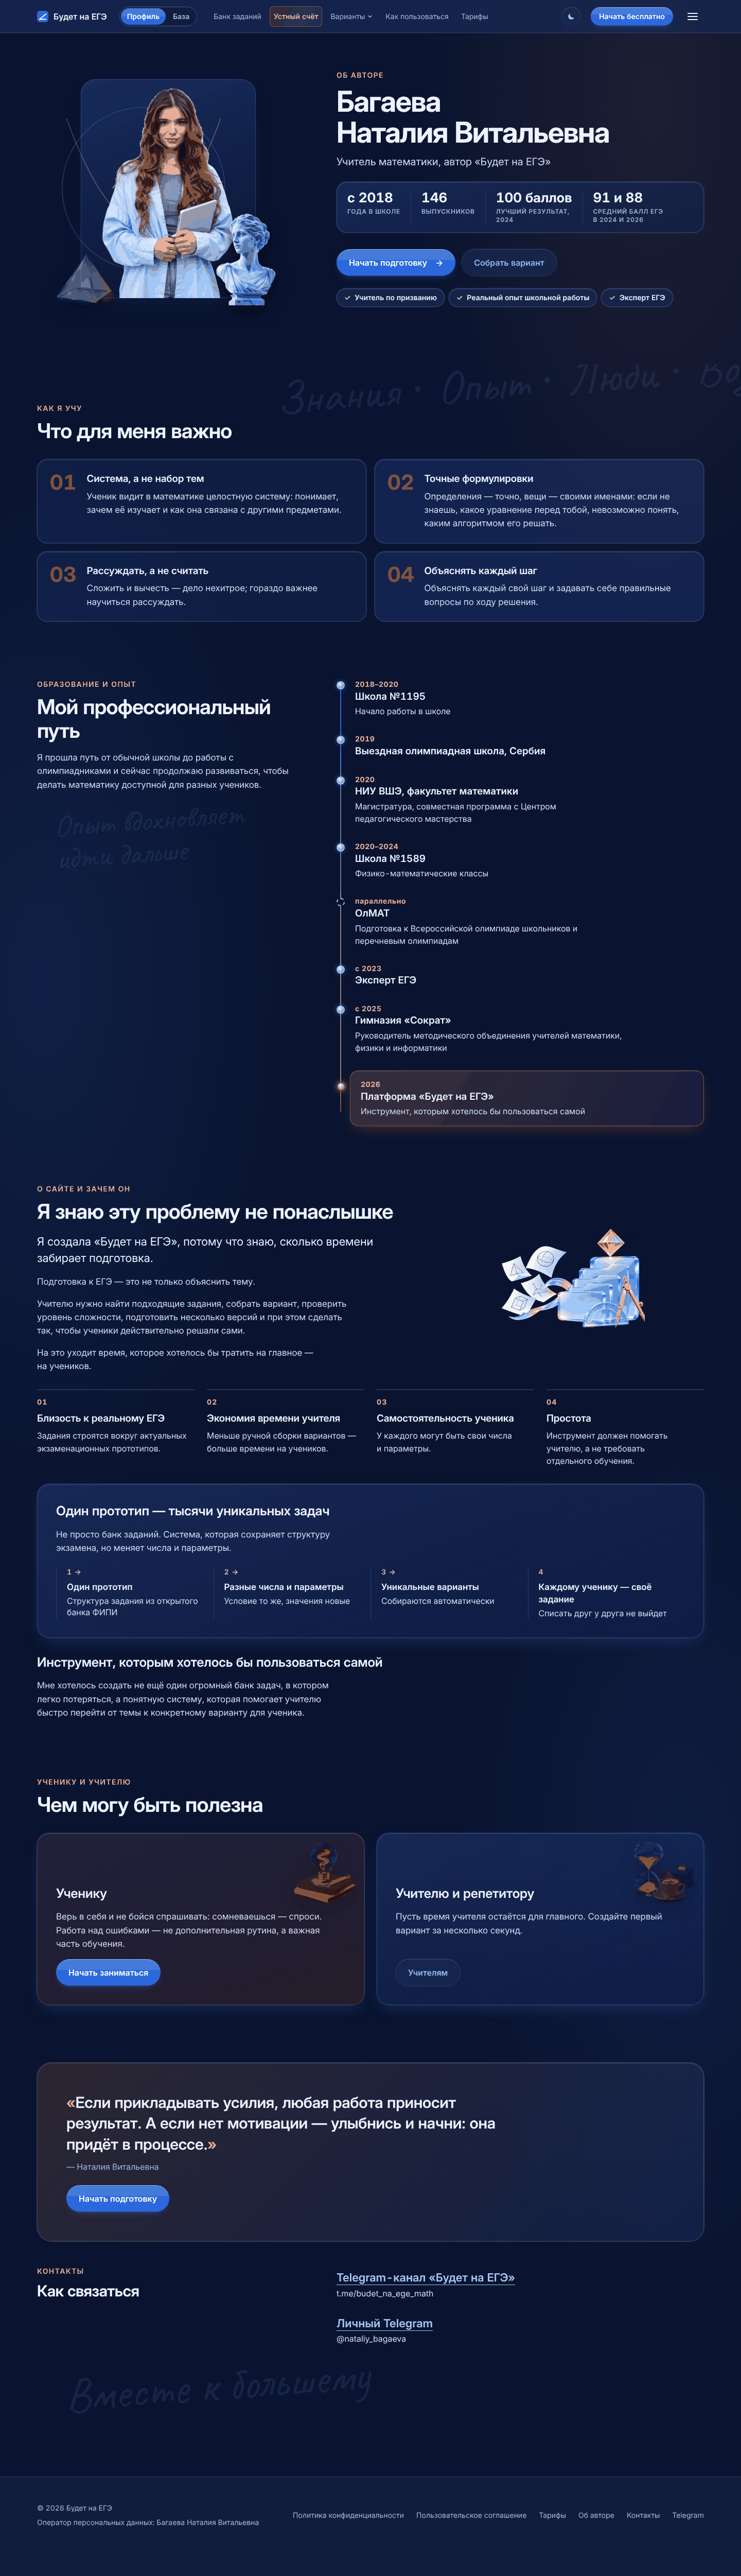 Будет на ЕГЭ
Профиль
База
Банк заданий
Устный счёт
Варианты
Как пользоваться
Тарифы
Начать бесплатно
ОБ АВТОРЕ
Багаева
Наталия Витальевна
Учитель математики, автор «Будет на ЕГЭ»
с 2018
ГОДА В ШКОЛЕ
146
ВЫПУСКНИКОВ
100 баллов
ЛУЧШИЙ РЕЗУЛЬТАТ,
2024
91 и 88
СРЕДНИЙ БАЛЛ ЕГЭ
В 2024 И 2026
Начать подготовку →
Собрать вариант
✓ Учитель по призванию
✓ Реальный опыт школьной работы
✓ Эксперт ЕГЭ
Знания · Опыт · Люди ·
КАК Я УЧУ
Что для меня важно
01
Система, а не набор тем
Ученик видит в математике целостную систему: понимает,
зачем её изучает и как она связана с другими предметами.
02
Точные формулировки
Определения — точно, вещи — своими именами: если не
знаешь, какое уравнение перед тобой, невозможно понять,
каким алгоритмом его решать.
03
Рассуждать, а не считать
Сложить и вычесть — дело нехитрое; гораздо важнее
научиться рассуждать.
04
Объяснять каждый шаг
Объяснять каждый свой шаг и задавать себе правильные
вопросы по ходу решения.
ОБРАЗОВАНИЕ И ОПЫТ
Мой профессиональный
путь
Я прошла путь от обычной школы до работы с
олимпиадниками и сейчас продолжаю развиваться, чтобы
делать математику доступной для разных учеников.
Опыт вдохновляет
идти дальше
2018–2020
Школа №1195
Начало работы в школе
2019
Выездная олимпиадная школа, Сербия
2020
НИУ ВШЭ, факультет математики
Магистратура, совместная программа с Центром
педагогического мастерства
2020–2024
Школа №1589
Физико-математические классы
параллельно
ОлМАТ
Подготовка к Всероссийской олимпиаде школьников и
перечневым олимпиадам
с 2023
Эксперт ЕГЭ
с 2025
Гимназия «Сократ»
Руководитель методического объединения учителей математики,
физики и информатики
2026
Платформа «Будет на ЕГЭ»
Инструмент, которым хотелось бы пользоваться самой
О САЙТЕ И ЗАЧЕМ ОН
Я знаю эту проблему не понаслышке
Я создала «Будет на ЕГЭ», потому что знаю, сколько времени
забирает подготовка.
Подготовка к ЕГЭ — это не только объяснить тему.
Учителю нужно найти подходящие задания, собрать вариант, проверить
уровень сложности, подготовить несколько версий и при этом сделать
так, чтобы ученики действительно решали сами.
На это уходит время, которое хотелось бы тратить на главное —
на учеников.
01
Близость к реальному ЕГЭ
Задания строятся вокруг актуальных
экзаменационных прототипов.
02
Экономия времени учителя
Меньше ручной сборки вариантов —
больше времени на учеников.
03
Самостоятельность ученика
У каждого могут быть свои числа
и параметры.
04
Простота
Инструмент должен помогать
учителю, а не требовать
отдельного обучения.
Один прототип — тысячи уникальных задач
Не просто банк заданий. Система, которая сохраняет структуру
экзамена, но меняет числа и параметры.
1 →
Один прототип
Структура задания из открытого
банка ФИПИ
2 →
Разные числа и параметры
Условие то же, значения новые
3 →
Уникальные варианты
Собираются автоматически
4
Каждому ученику — своё
задание
Списать друг у друга не выйдет
Инструмент, которым хотелось бы пользоваться самой
Мне хотелось создать не ещё один огромный банк задач, в котором
легко потеряться, а понятную систему, которая помогает учителю
быстро перейти от темы к конкретному варианту для ученика.
УЧЕНИКУ И УЧИТЕЛЮ
Чем могу быть полезна
Ученику
Верь в себя и не бойся спрашивать: сомневаешься — спроси.
Работа над ошибками — не дополнительная рутина, а важная
часть обучения.
Начать заниматься
Учителю и репетитору
Пусть время учителя остаётся для главного. Создайте первый
вариант за несколько секунд.
Учителям
«Если прикладывать усилия, любая работа приносит
результат. А если нет мотивации — улыбнись и начни: она
придёт в процессе.»
— Наталия Витальевна
Начать подготовку
КОНТАКТЫ
Как связаться
Telegram-канал «Будет на ЕГЭ»
t.me/budet_na_ege_math
Личный Telegram
@nataliy_bagaeva
Вместе к большему
© 2026 Будет на ЕГЭ
Оператор персональных данных: Багаева Наталия Витальевна
Политика конфиденциальности
Пользовательское соглашение
Тарифы
Об авторе
Контакты
Telegram